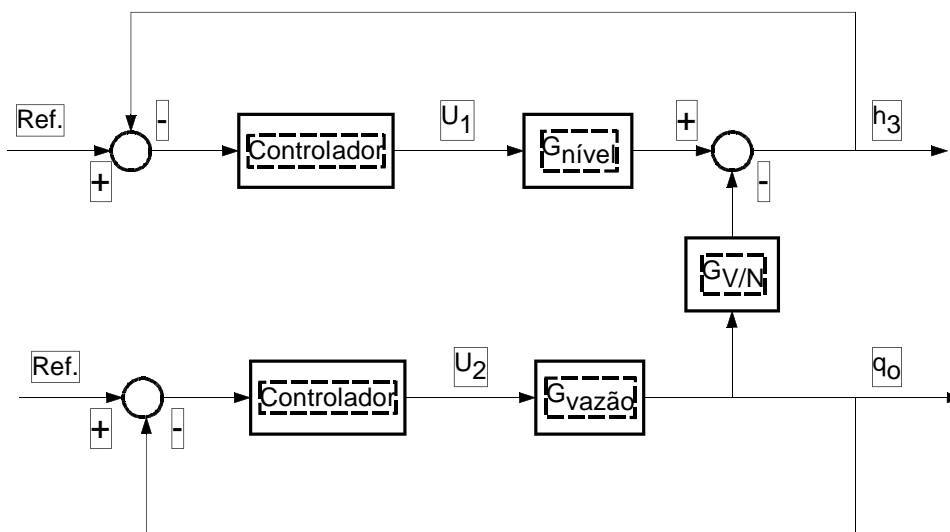 Ref.
-
+
Controlador
U1
Gnível
+
-
h3
GV/N
Ref.
+
-
Controlador
U2
Gvazão
qo